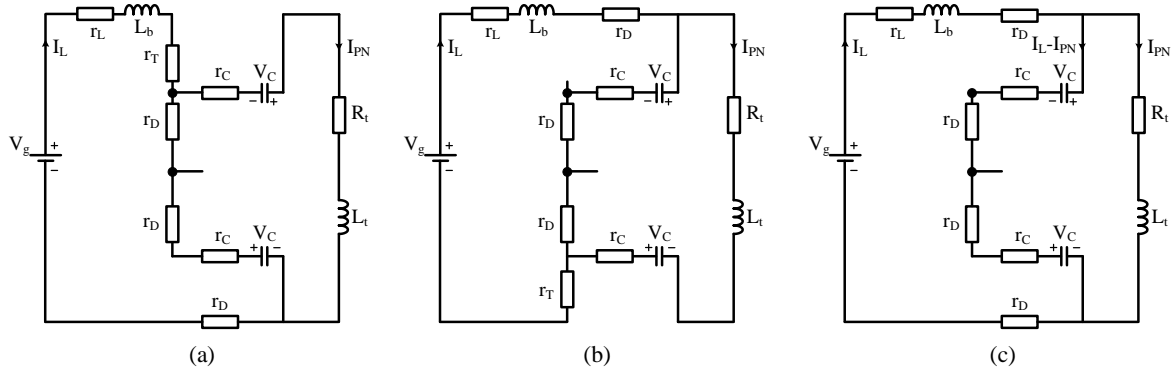 r_L L_b
I_L r_T I_PN
r_C V_C
− +
R_t
r_D
V_g + −
L_t
r_D
r_C V_C
+ −
r_D
(a)
r_L L_b r_D
I_L I_PN
r_C V_C
− +
R_t
r_D
V_g + −
L_t
r_D
r_C V_C
+ −
r_T
(b)
r_L L_b r_D
I_L I_L-I_PN I_PN
r_C V_C
− +
R_t
r_D
V_g + −
L_t
r_D
r_C V_C
+ −
r_D
(c)